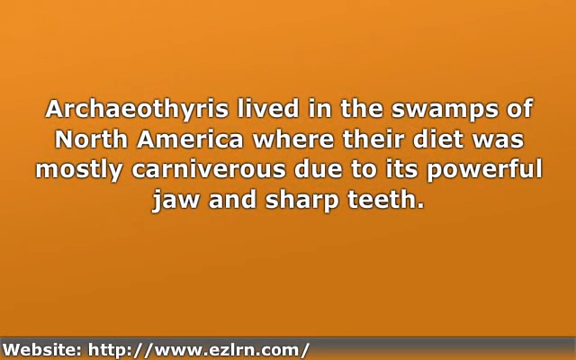 Archaeothyris lived in the swamps of
North America where their diet was
mostly carniverous due to its powerful
jaw and sharp teeth.
Website: http://www.ezlrn.com/